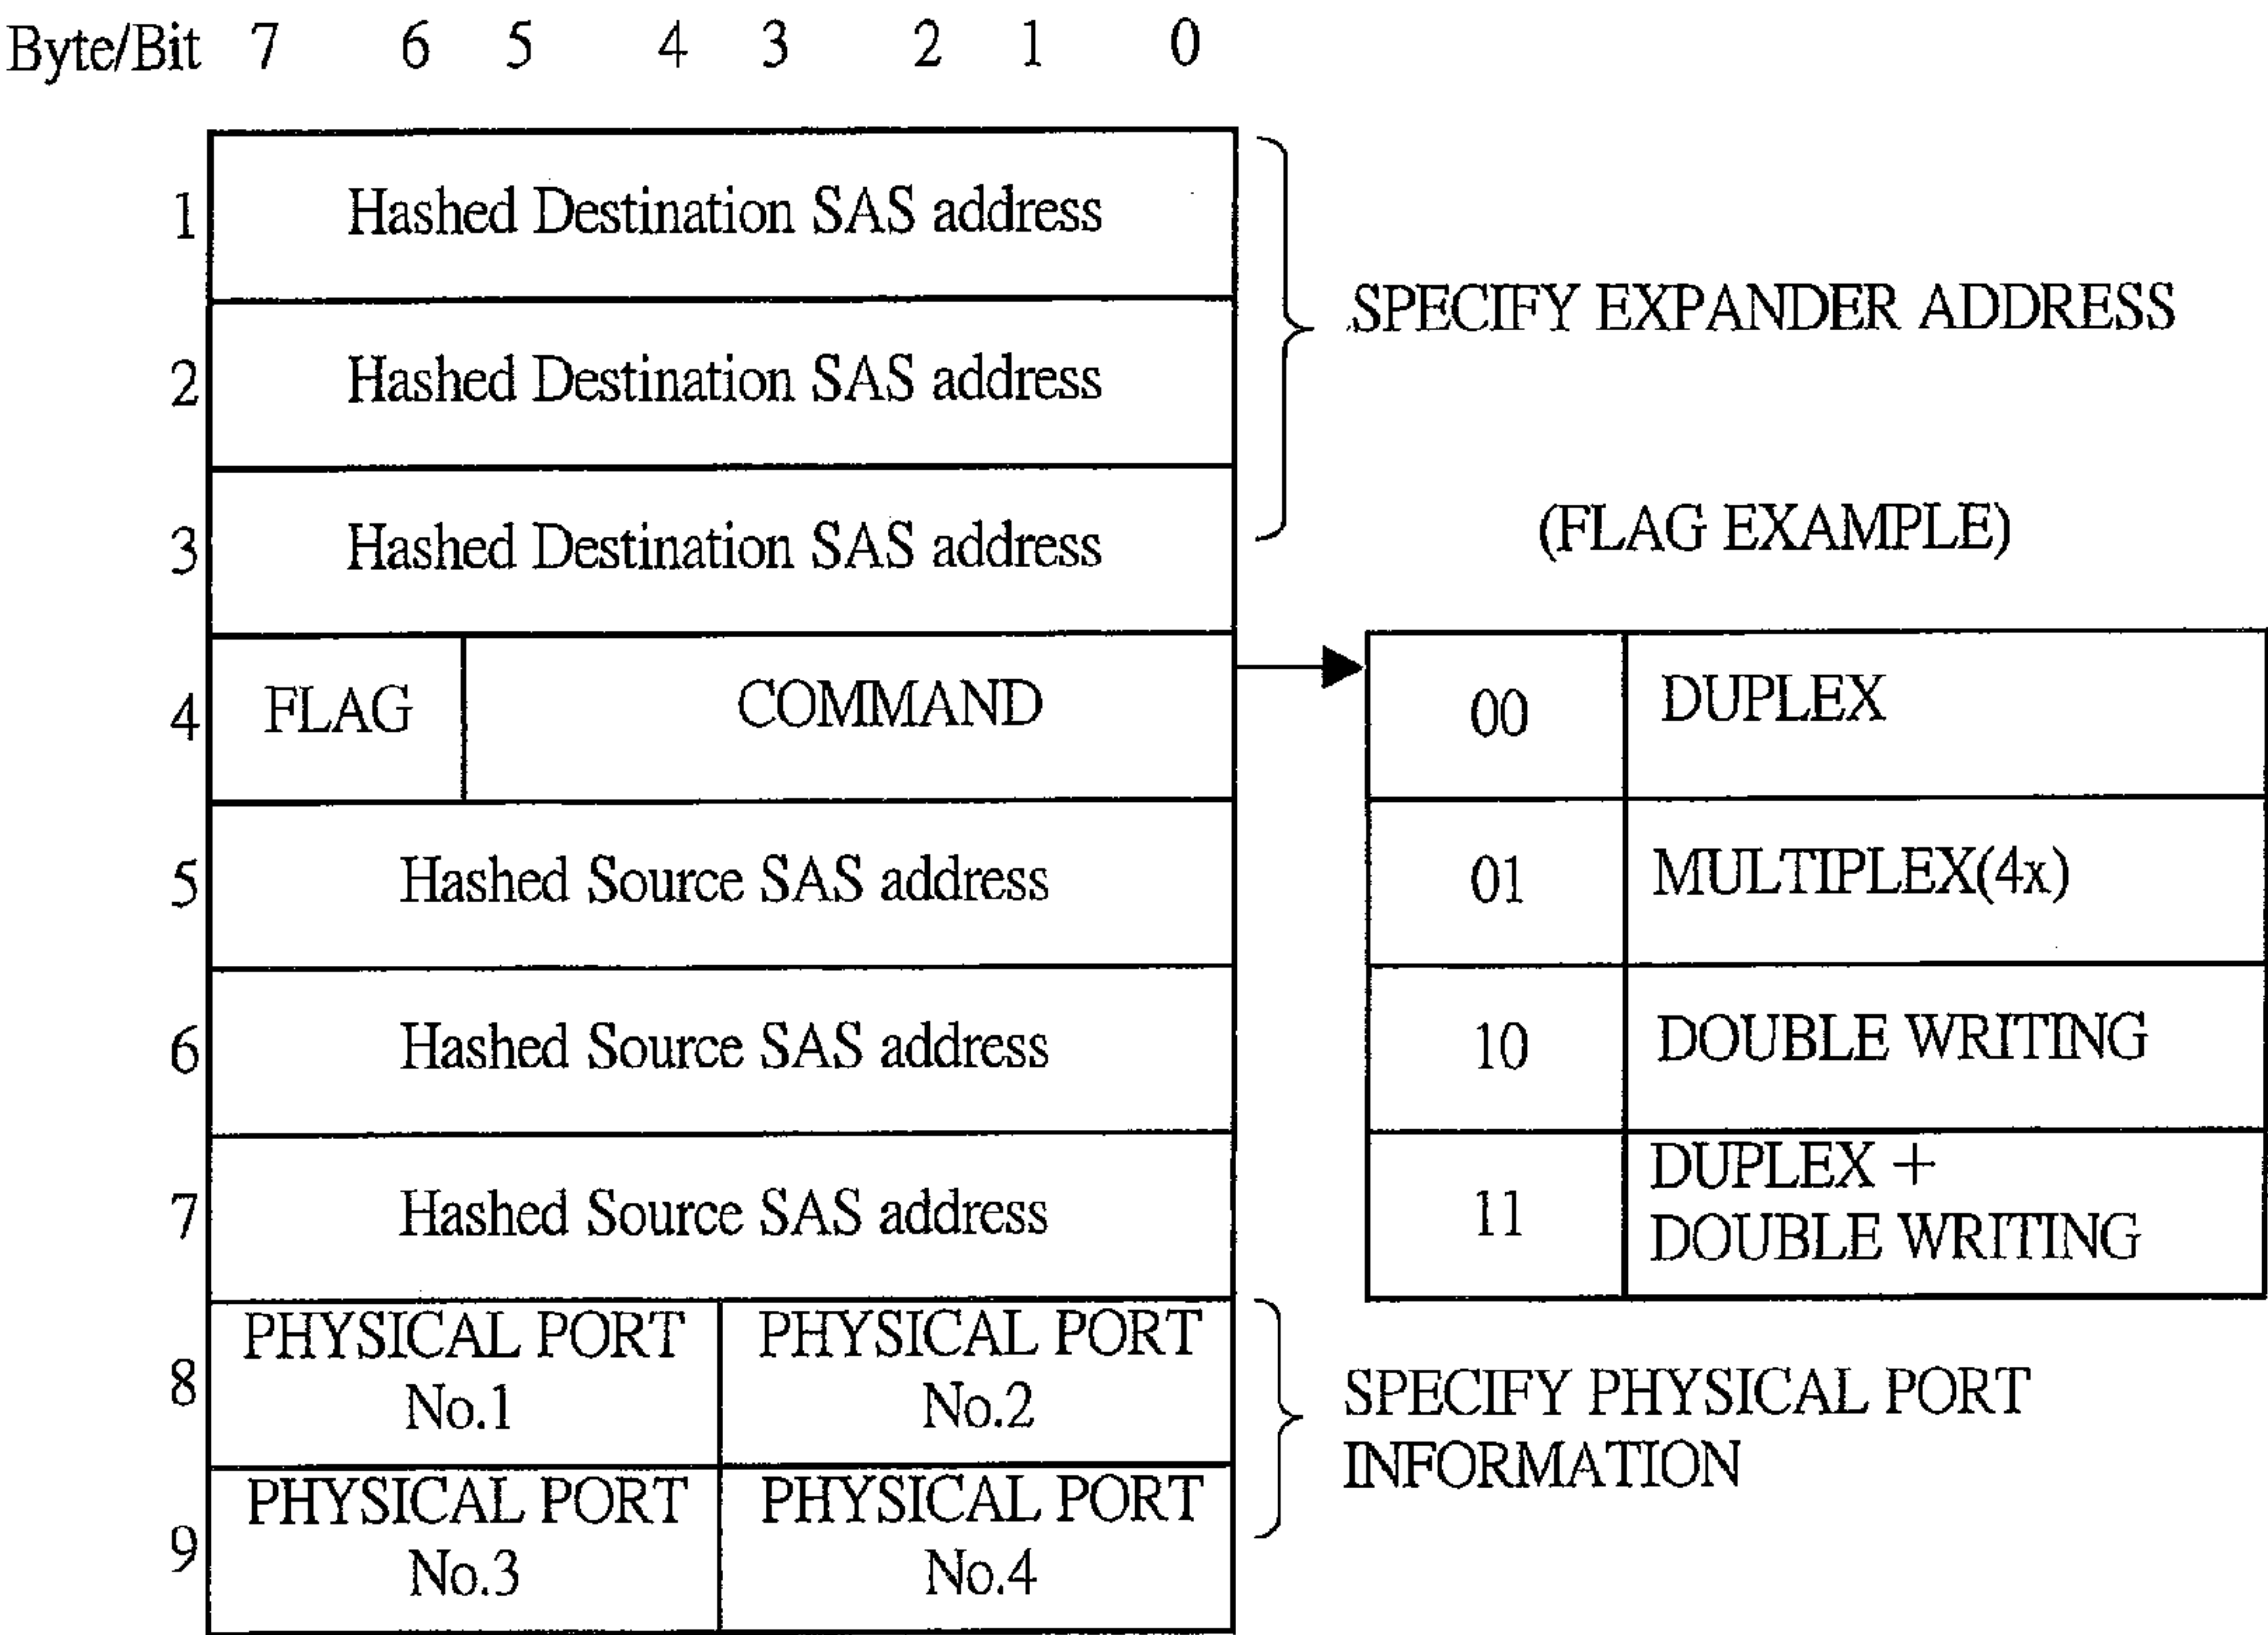 Byte/Bit 7 6 5 4 3 2 1 0
1 Hashed Destination SAS address
2 Hashed Destination SAS address
3 Hashed Destination SAS address
SPECIFY EXPANDER ADDRESS
4 FLAG COMMAND
5 Hashed Source SAS address
6 Hashed Source SAS address
7 Hashed Source SAS address
8 PHYSICAL PORT No.1 PHYSICAL PORT No.2
9 PHYSICAL PORT No.3 PHYSICAL PORT No.4
SPECIFY PHYSICAL PORT
INFORMATION
(FLAG EXAMPLE)
00 DUPLEX
01 MULTIPLEX(4x)
10 DOUBLE WRITING
11 DUPLEX +
DOUBLE WRITING